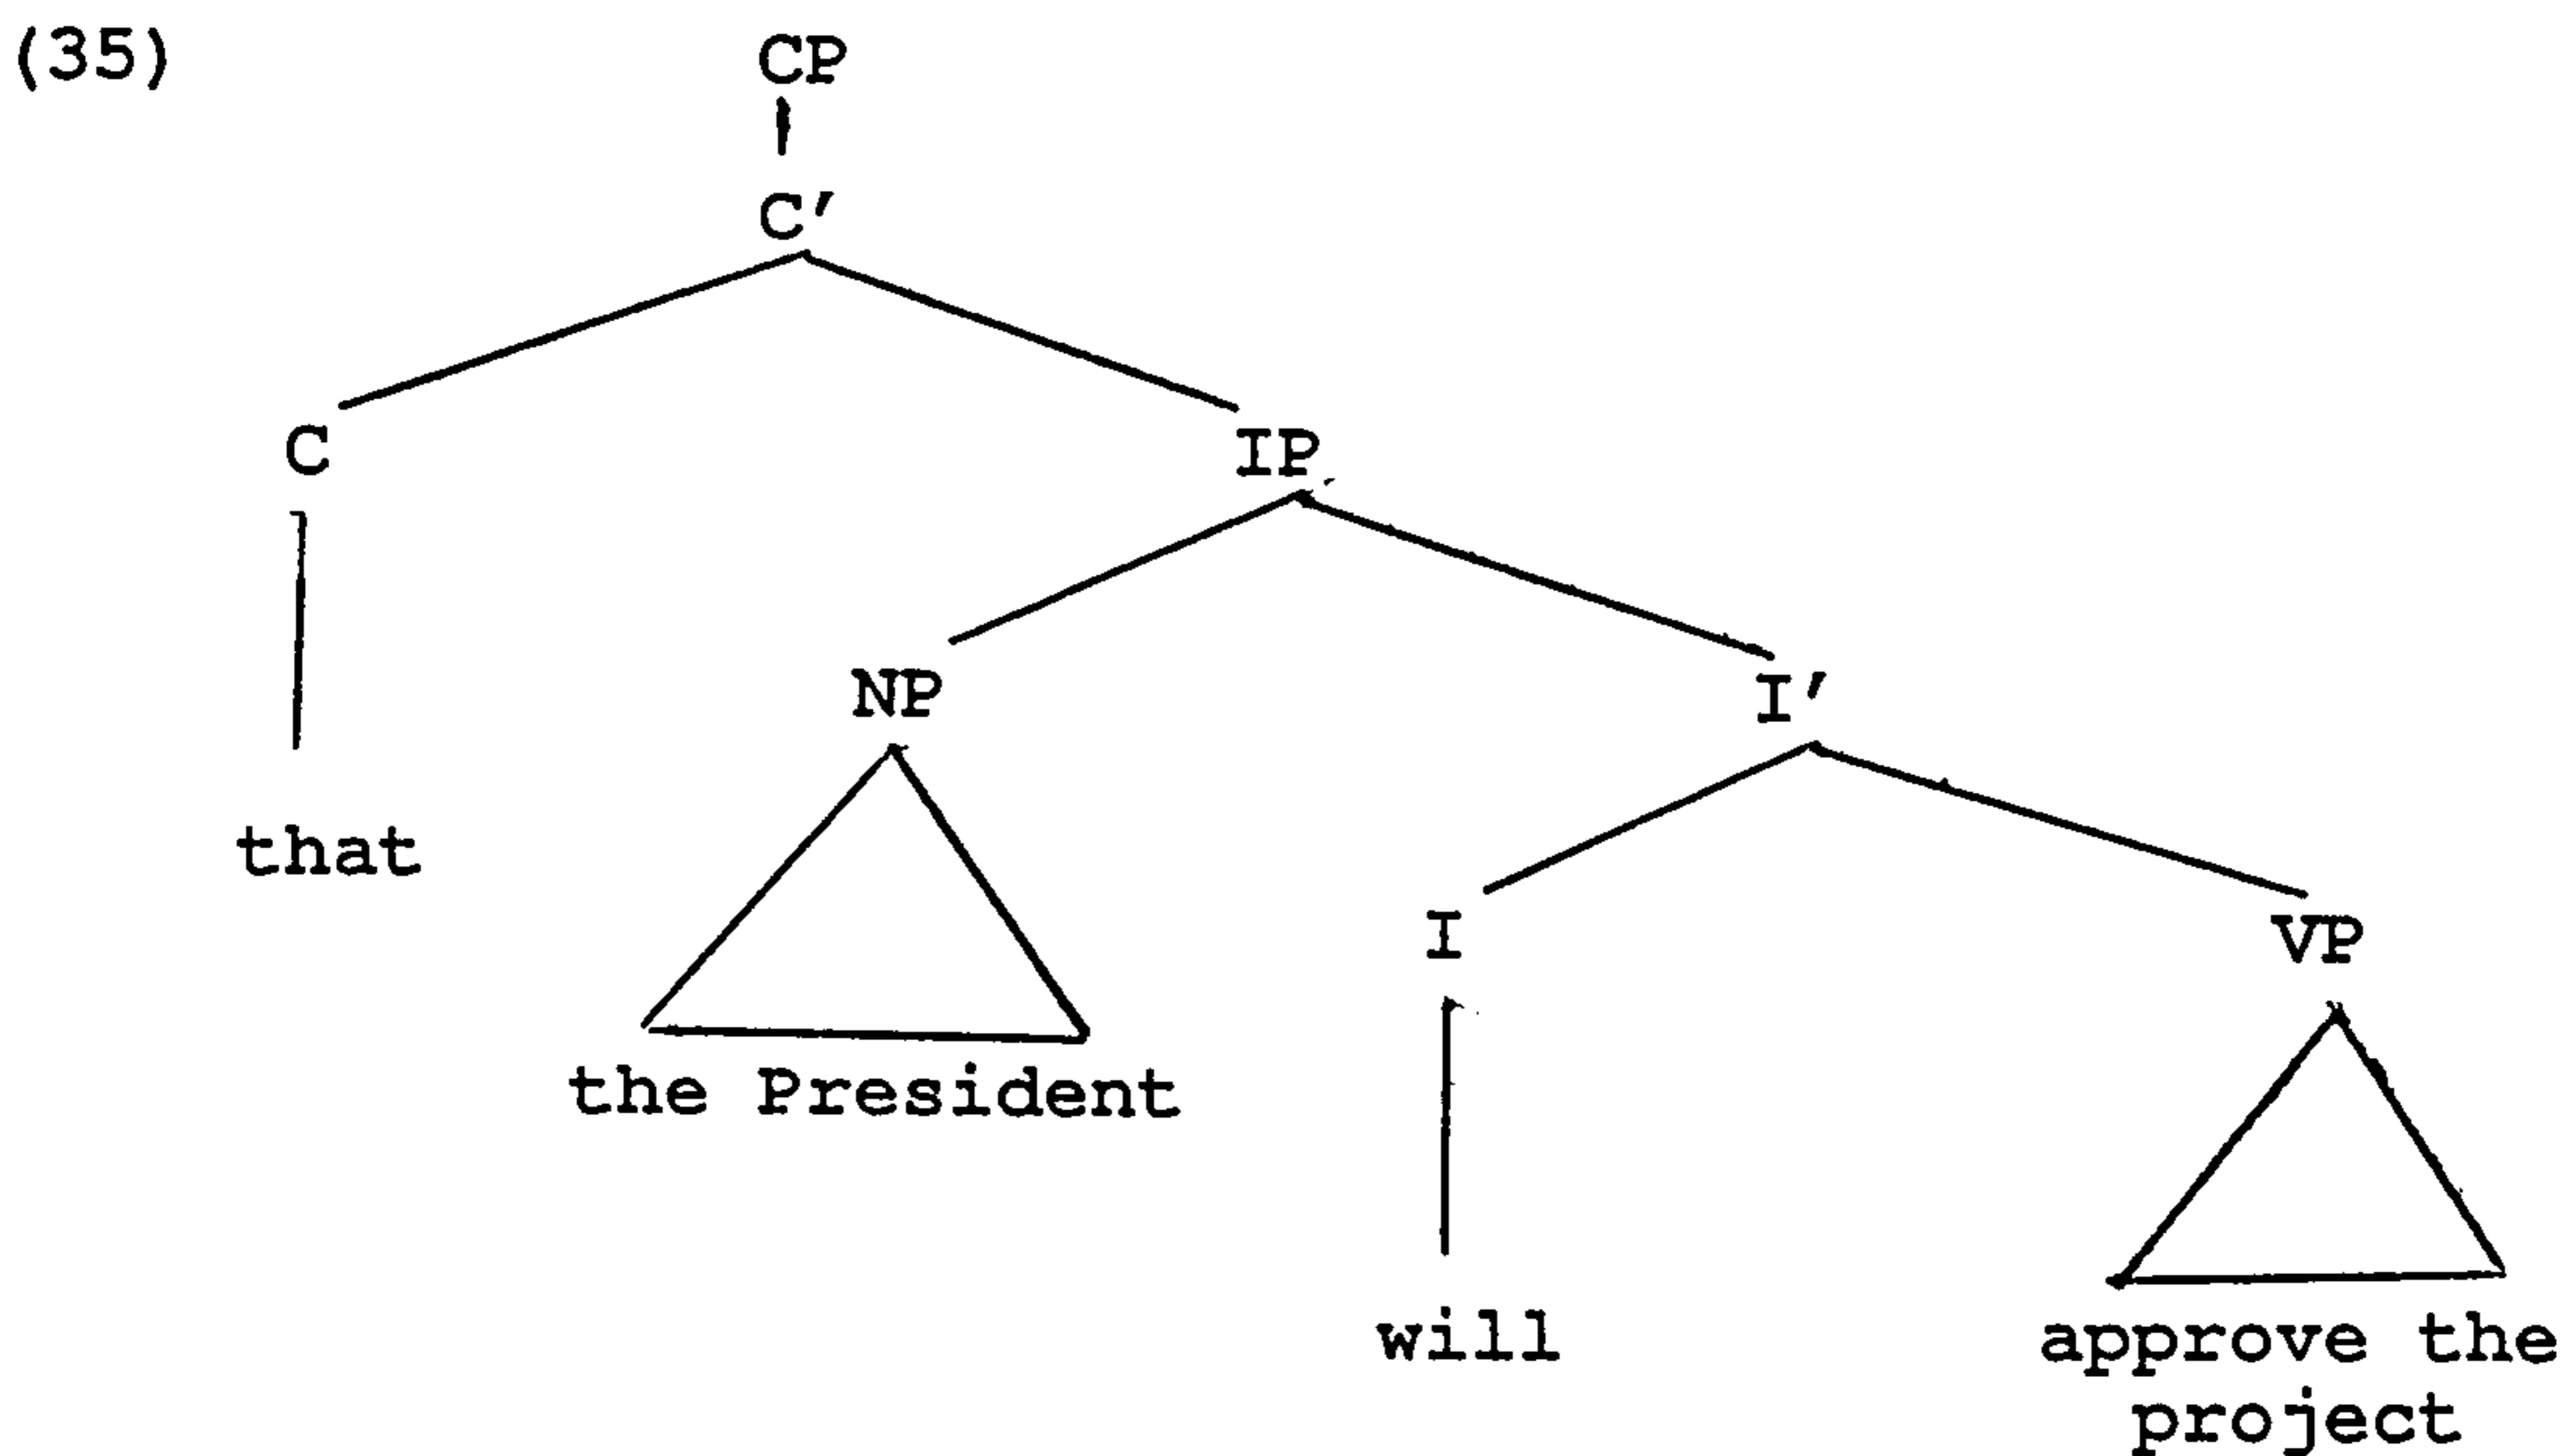 (35) CP
C'
C IP
NP I'
that
I VP
the President
will approve the
project